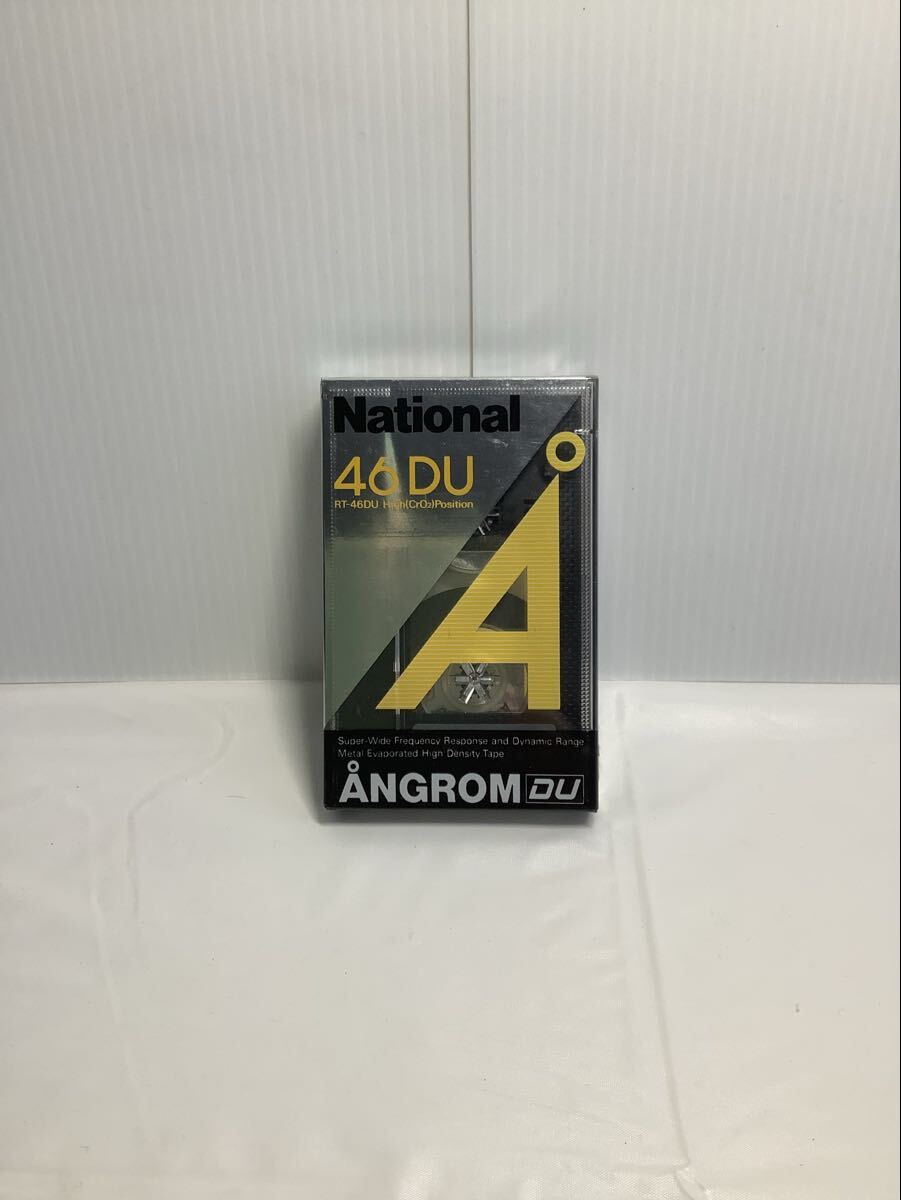 National
46 DU
RT-46DU High(CrO₂)Position
Å
Super-Wide Frequency Response and Dynamic Range
Metal Evaporated High Density Tape
ÅNGROM DU